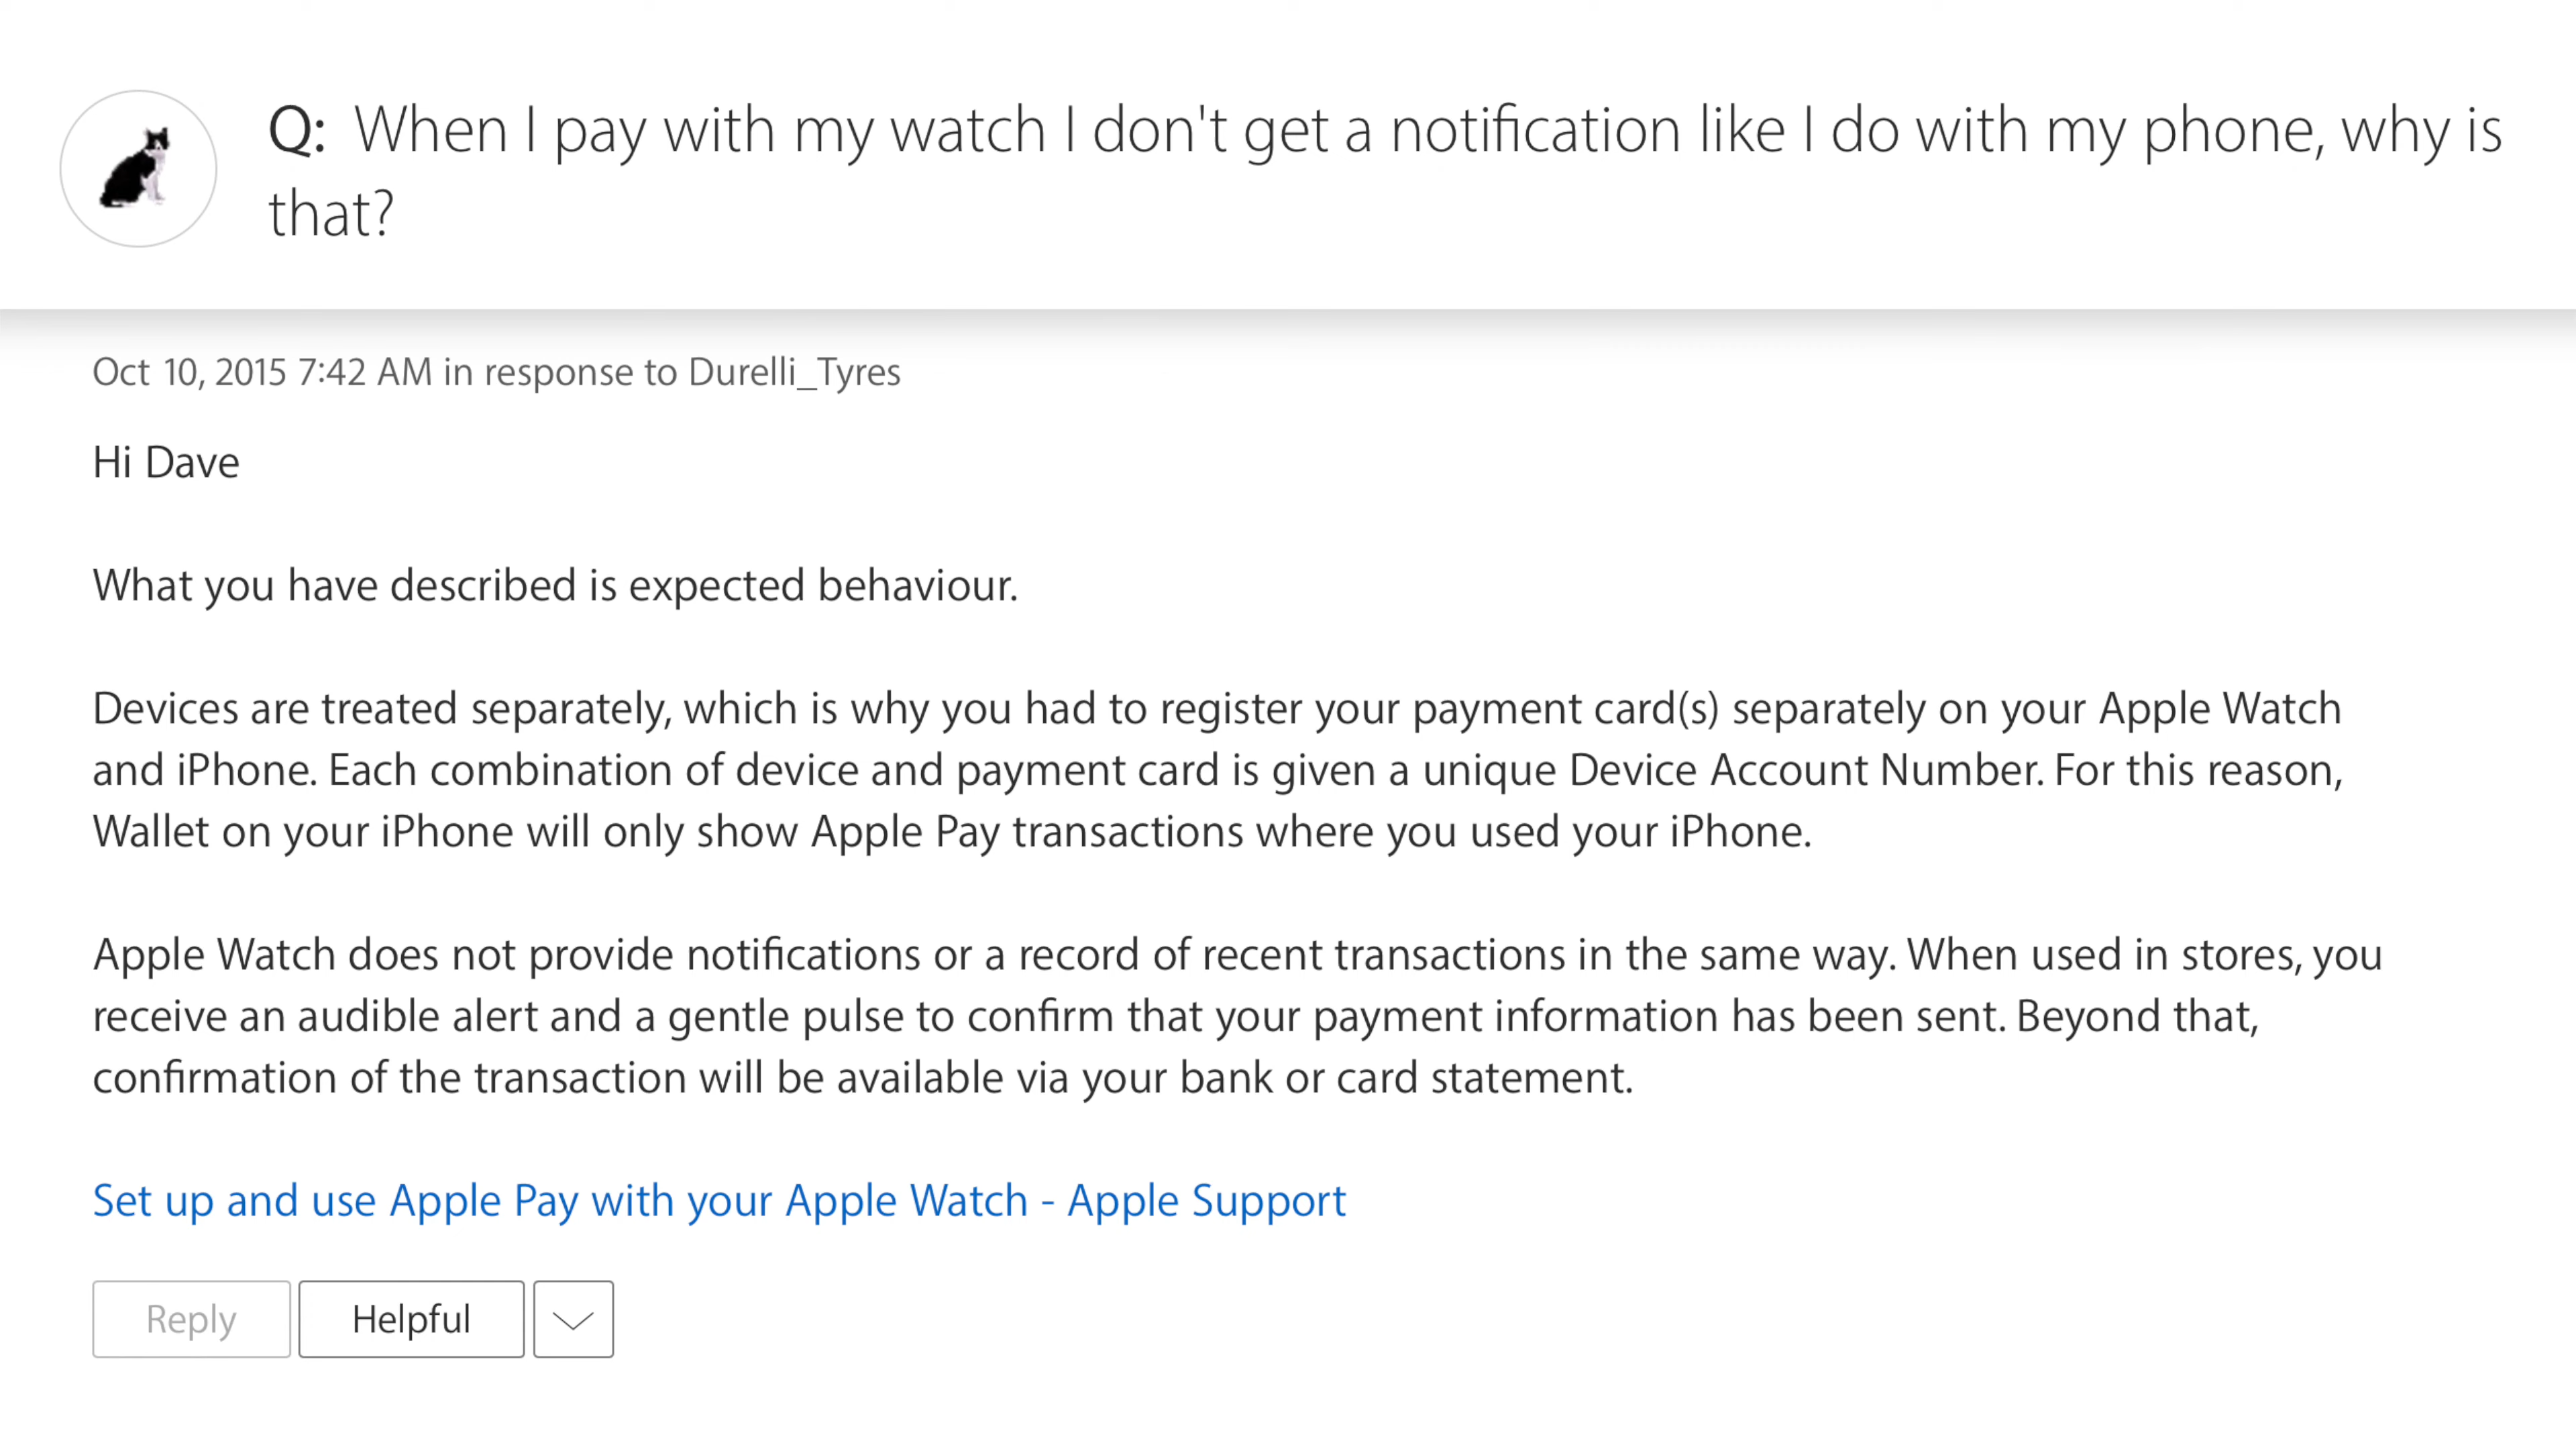 Q: When I pay with my watch I don't get a notification like I do with my phone, why is
that?
Oct 10, 2015 7:42 AM in response to Durelli_Tyres
Hi Dave
What you have described is expected behaviour.
Devices are treated separately, which is why you had to register your payment card(s) separately on your Apple Watch
and iPhone. Each combination of device and payment card is given a unique Device Account Number. For this reason,
Wallet on your iPhone will only show Apple Pay transactions where you used your iPhone.
Apple Watch does not provide notifications or a record of recent transactions in the same way. When used in stores, you
receive an audible alert and a gentle pulse to confirm that your payment information has been sent. Beyond that,
confirmation of the transaction will be available via your bank or card statement.
Set up and use Apple Pay with your Apple Watch - Apple Support
Reply Helpful